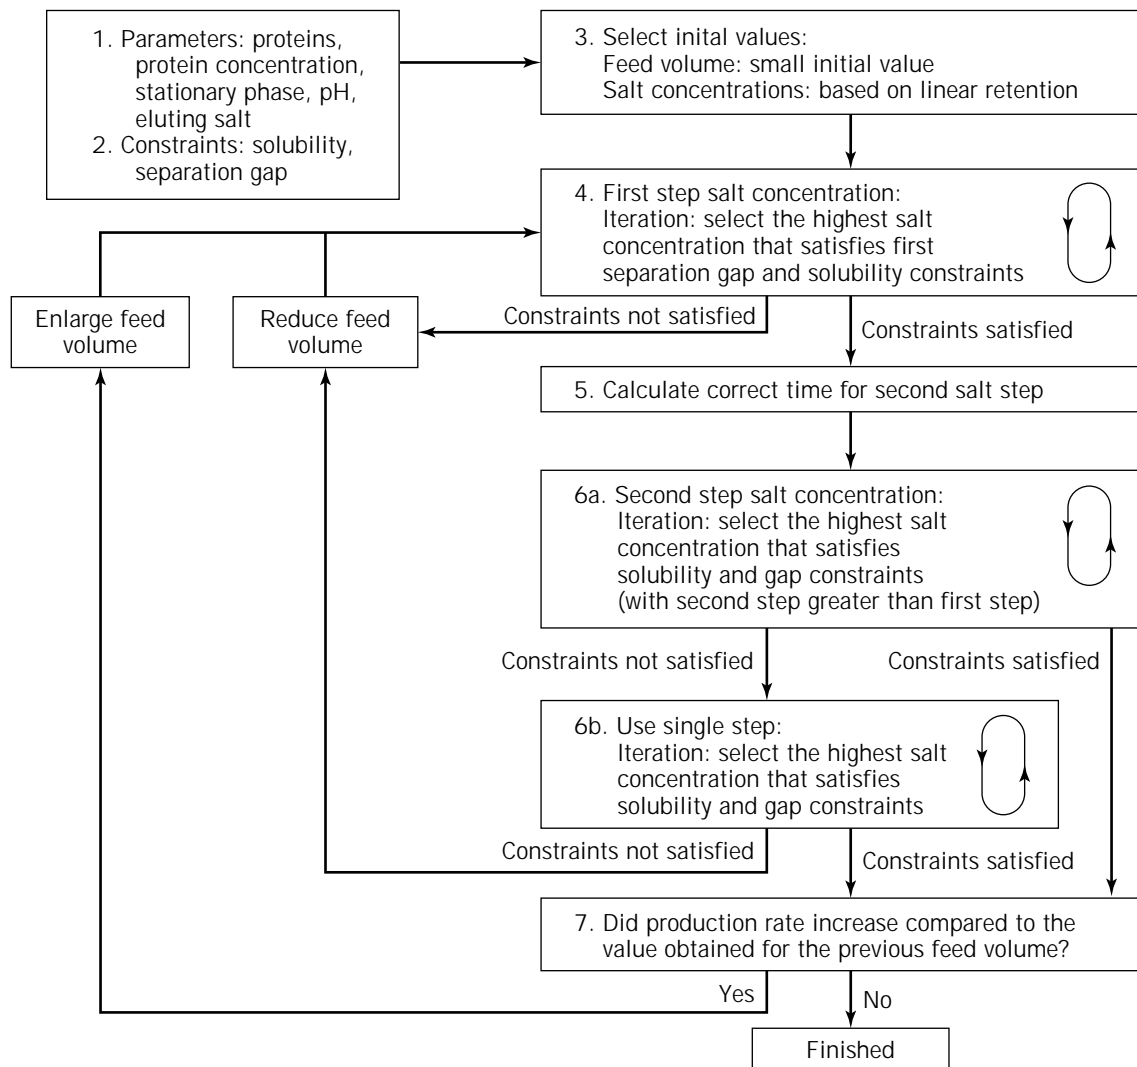 1. Parameters: proteins,
protein concentration,
stationary phase, pH,
eluting salt
2. Constraints: solubility,
separation gap
3. Select inital values:
Feed volume: small initial value
Salt concentrations: based on linear retention
4. First step salt concentration:
Iteration: select the highest salt
concentration that satisfies first
separation gap and solubility constraints
Enlarge feed
volume
Reduce feed
volume
Constraints not satisfied
Constraints satisfied
5. Calculate correct time for second salt step
6a. Second step salt concentration:
Iteration: select the highest salt
concentration that satisfies
solubility and gap constraints
(with second step greater than first step)
Constraints not satisfied
Constraints satisfied
6b. Use single step:
Iteration: select the highest salt
concentration that satisfies
solubility and gap constraints
Constraints not satisfied
Constraints satisfied
7. Did production rate increase compared to the
value obtained for the previous feed volume?
Yes
No
Finished